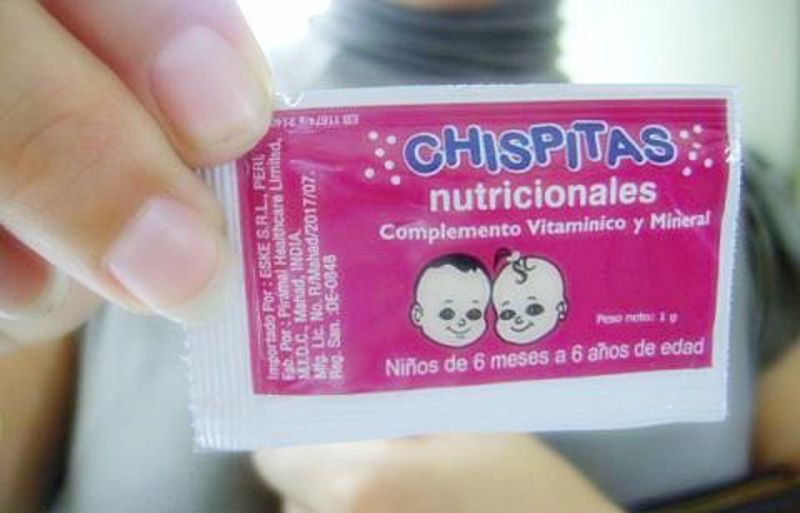 CHISPITAS
nutricionales
Complemento Vitamínico y Mineral
Peso neto: 1 g
Niños de 6 meses a 6 años de edad
Importado Por : ESKE S.R.L., PERU
Fab. Por : Piramal Healthcare Limited,
M.I.D.C., Mahad, INDIA.
Mfg. Lic. No. R/Mahad/2017/07.
Reg. San. :DE-0848